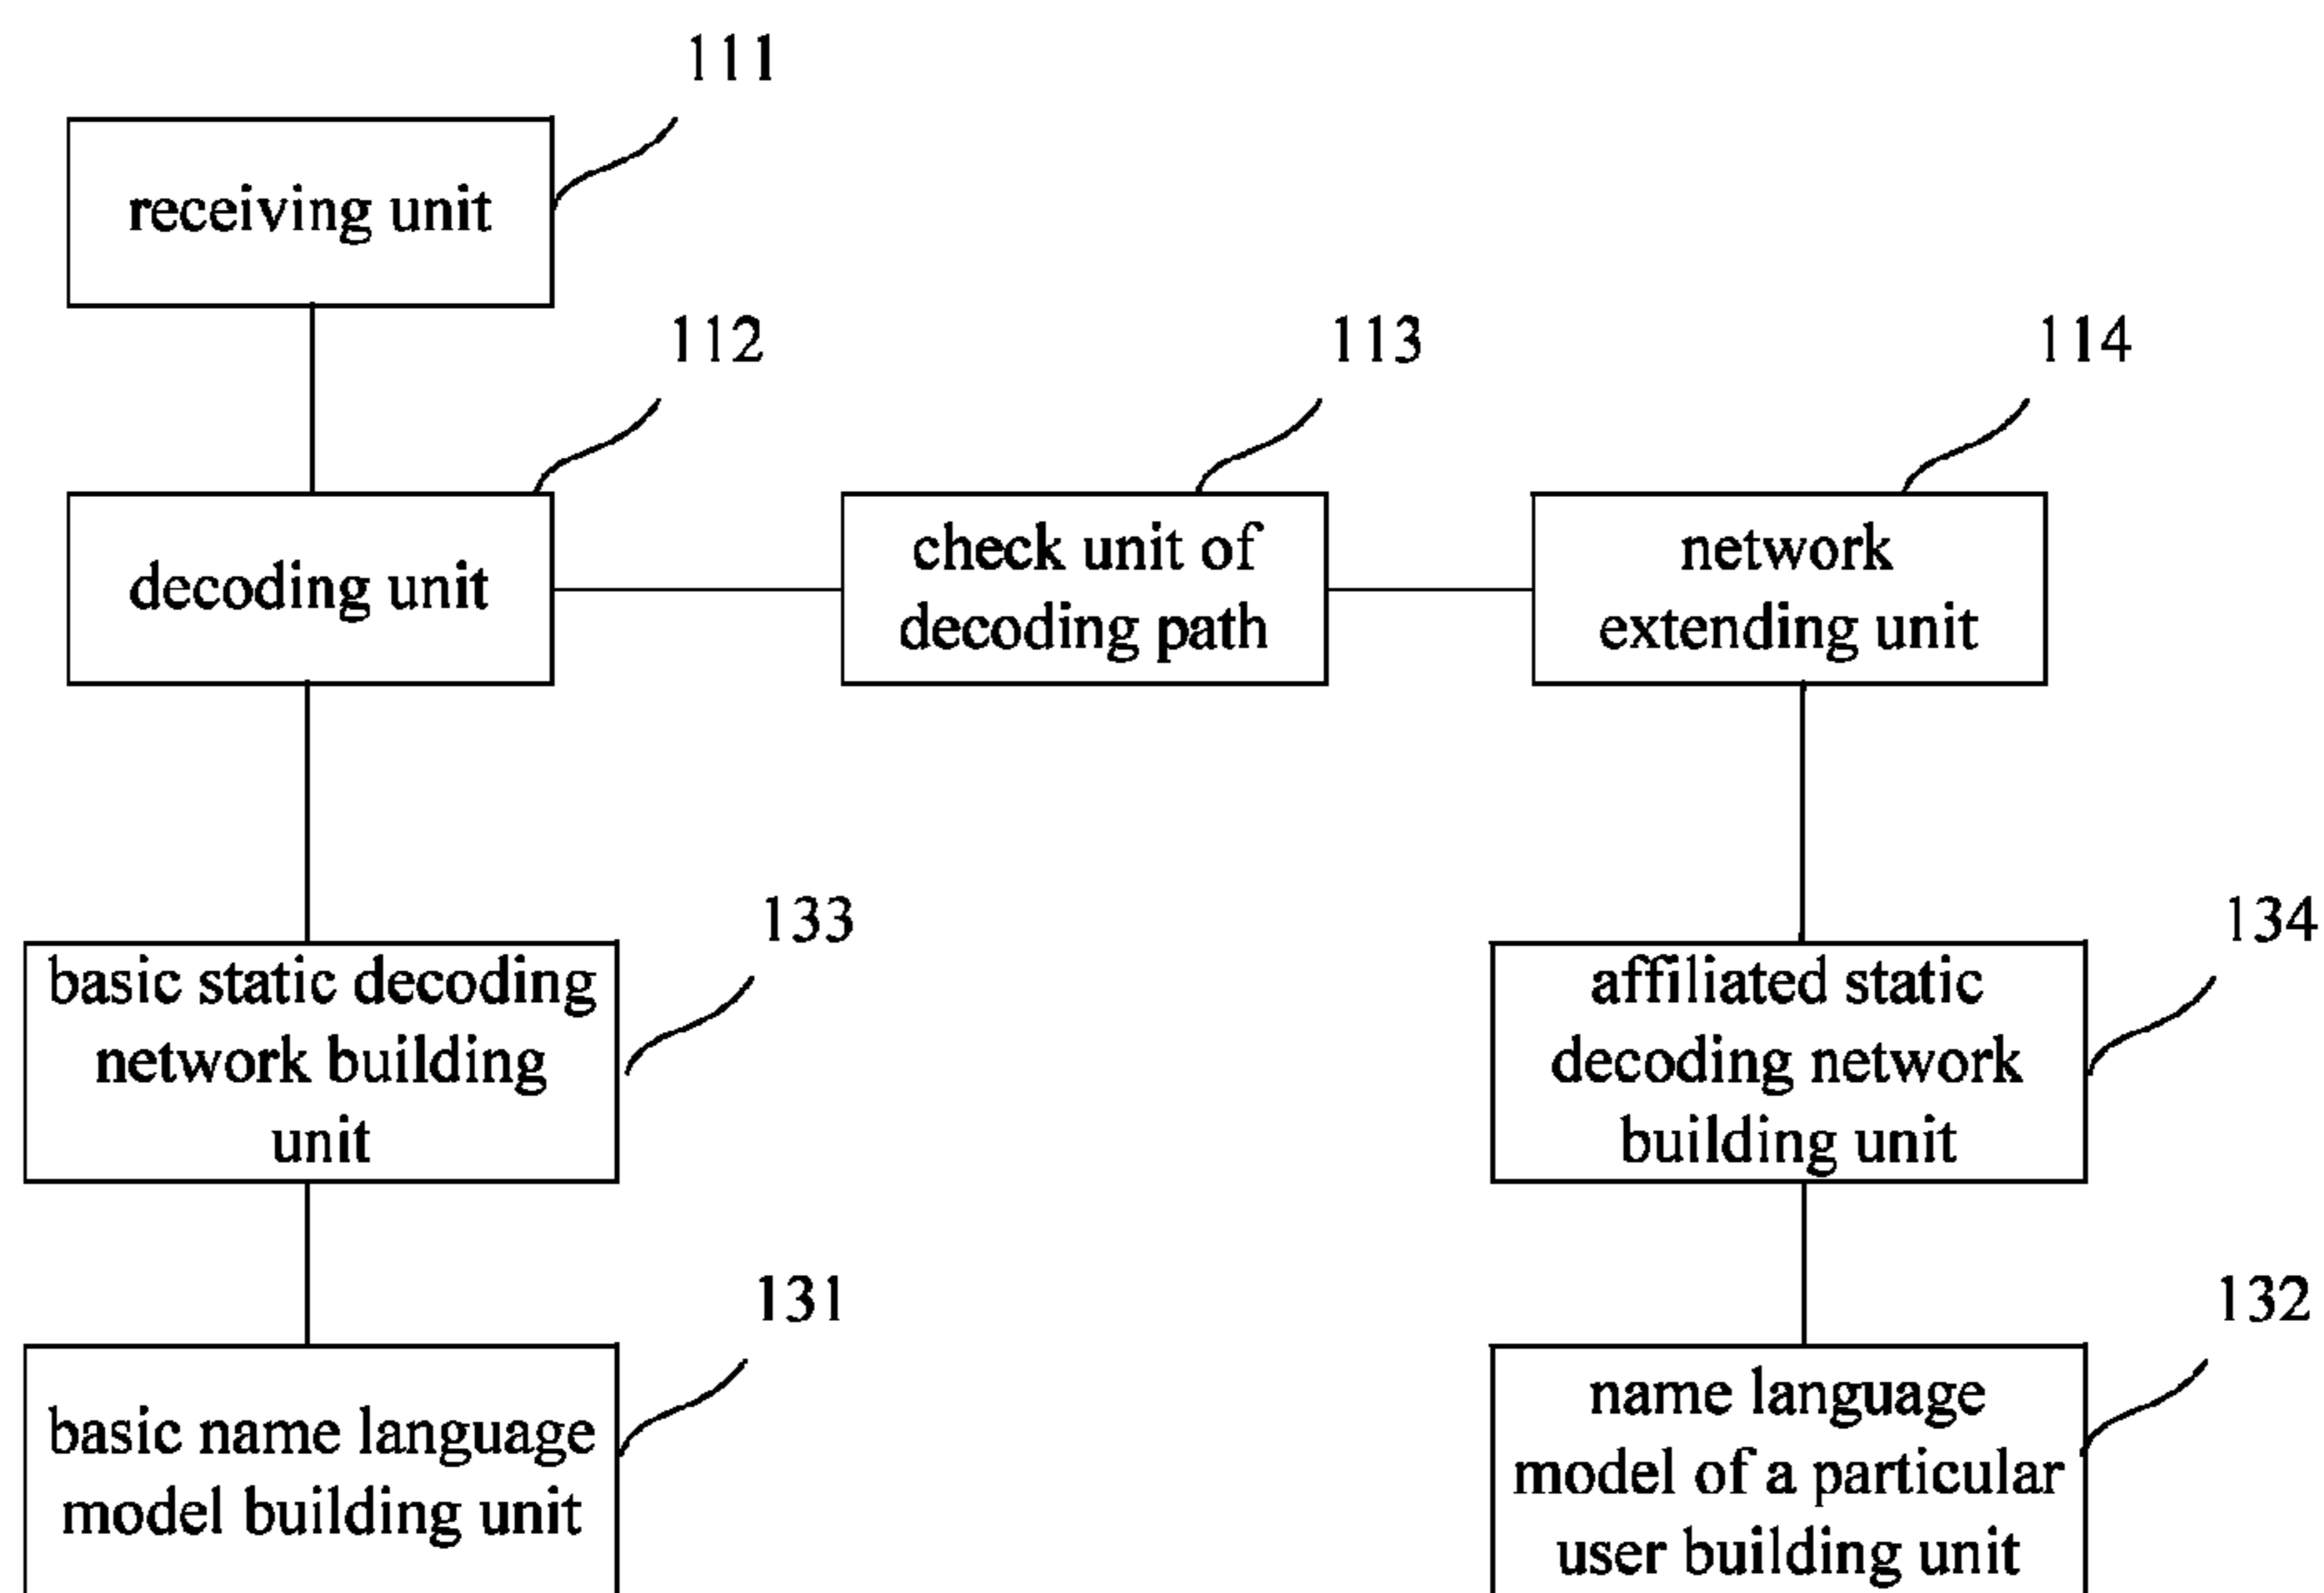 111
receiving unit
112
113
114
decoding unit
check unit of
decoding path
network
extending unit
133
134
basic static decoding
network building
unit
affiliated static
decoding network
building unit
131
132
basic name language
model building unit
name language
model of a particular
user building unit